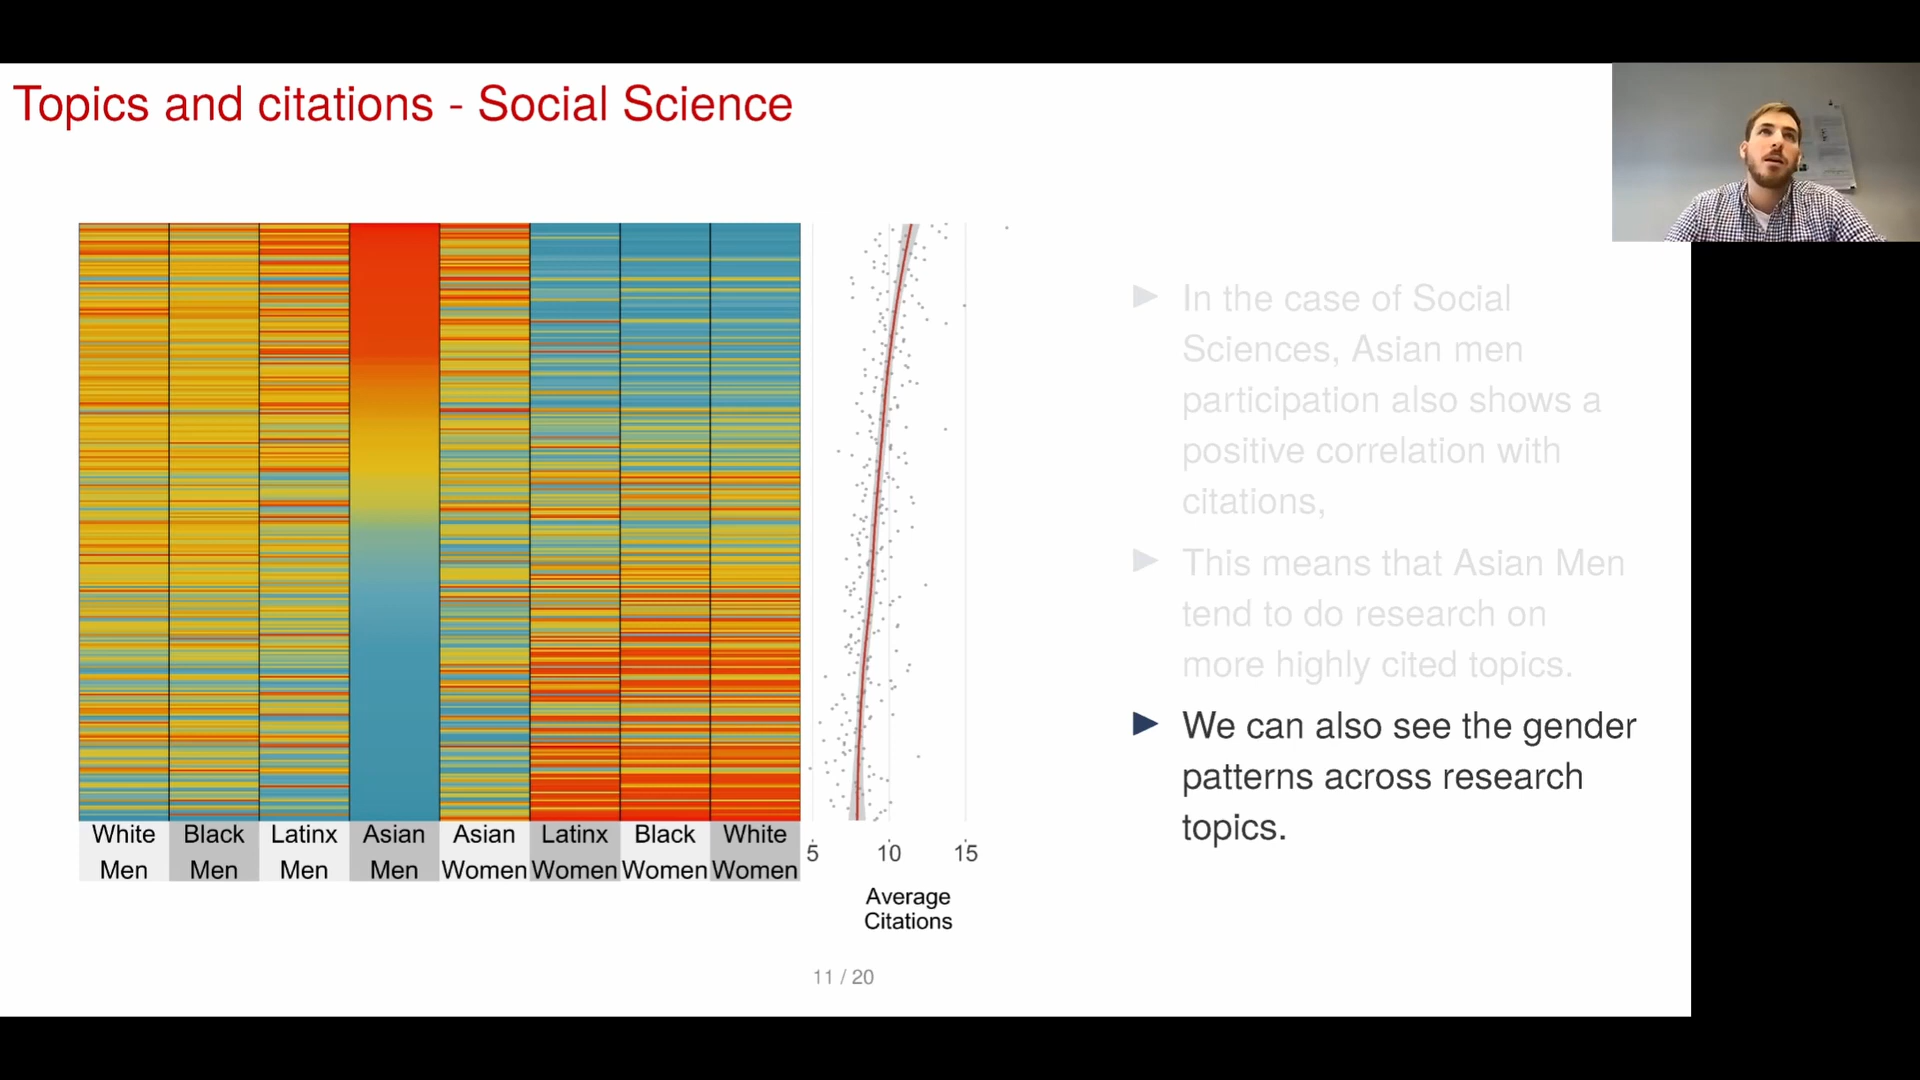 Topics and citations - Social Science
White Men
Black Men
Latinx Men
Asian Men
Asian Women
Latinx Women
Black Women
White Women
5 10 15
Average
Citations
In the case of Social
Sciences, Asian men
participation also shows a
positive correlation with
citations,
This means that Asian Men
tend to do research on
more highly cited topics.
We can also see the gender
patterns across research
topics.
11 / 20